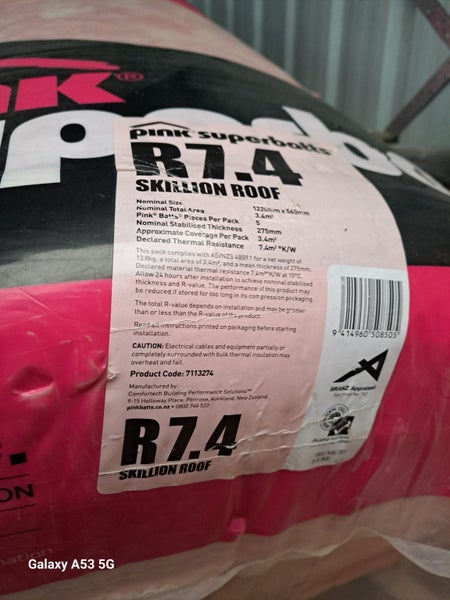 nk®
PINK® superbatts®
R7.4
SKILLION ROOF
Nominal Size 1220mm x 560mm
Nominal Total Area 3.4m²
Pink® Batts® Pieces Per Pack 5
Nominal Stabilised Thickness 275mm
Approximate Coverage Per Pack 3.4m²
Declared Thermal Resistance 7.4m²°K/W
This pack complies with AS/NZS 4859.1 for a net weight of
13.8kg, a total area of 3.4m², and a mean thickness of 275mm.
Declared material thermal resistance 7.4m²°K/W at 15°C.
Allow 24 hours after installation to achieve nominal stabilised
thickness and R-value. The performance of this product may
be reduced if stored for too long in its compression packaging.
The total R-value depends on installation and may be greater
than or less than the R-value of the product.
Read all instructions printed on packaging before starting
installation.
CAUTION: Electrical cables and equipment partially or
completely surrounded with bulk thermal insulation may
overheat and fail.
Product Code: 7113274
Manufactured by:
Comfortech Building Performance Solutions™
9-15 Holloway Place, Penrose, Auckland, New Zealand
pinkbatts.co.nz • 0800 746 522
R7.4
SKILLION ROOF
9 414960 508505
BRANZ Appraised
ON
Galaxy A53 5G